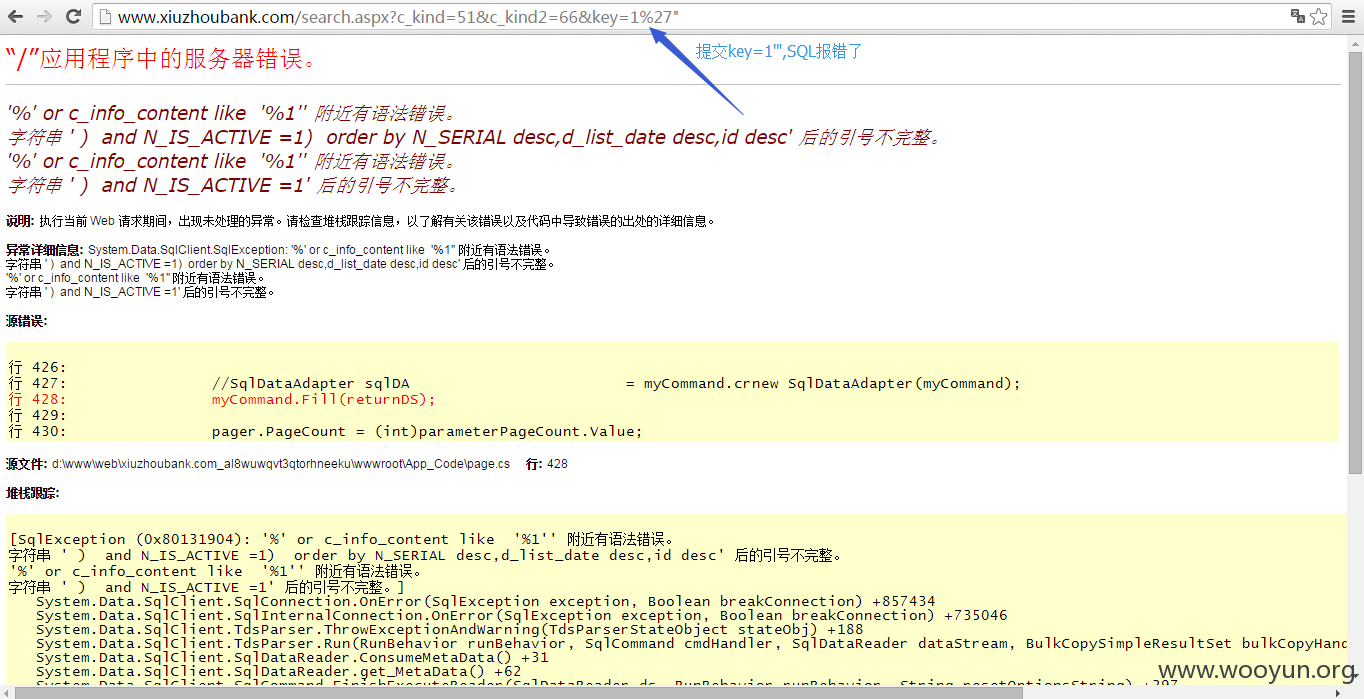 www.xiuzhoubank.com/search.aspx?c_kind=51&c_kind2=66&key=1%27"
提交key=1'",SQL报错了
“/”应用程序中的服务器错误。
'%' or c_info_content like '%1'' 附近有语法错误。
字符串 ' ) and N_IS_ACTIVE =1) order by N_SERIAL desc,d_list_date desc,id desc' 后的引号不完整。
'%' or c_info_content like '%1'' 附近有语法错误。
字符串 ' ) and N_IS_ACTIVE =1' 后的引号不完整。
说明: 执行当前 Web 请求期间，出现未处理的异常。请检查堆栈跟踪信息，以了解有关该错误以及代码中导致错误的出处的详细信息。
异常详细信息: System.Data.SqlClient.SqlException: '%' or c_info_content like '%1'' 附近有语法错误。
字符串 ' ) and N_IS_ACTIVE =1) order by N_SERIAL desc,d_list_date desc,id desc' 后的引号不完整。
'%' or c_info_content like '%1'' 附近有语法错误。
字符串 ' ) and N_IS_ACTIVE =1' 后的引号不完整。
源错误:
行 426:
行 427: //SqlDataAdapter sqlDA = myCommand.crnew SqlDataAdapter(myCommand);
行 428: myCommand.Fill(returnDS);
行 429:
行 430: pager.PageCount = (int)parameterPageCount.Value;
源文件: d:\www\web\xiuzhoubank.com_al8wuwqvt3qtorhneeku\wwwroot\App_Code\page.cs 行: 428
堆栈跟踪:
[SqlException (0x80131904): '%' or c_info_content like '%1'' 附近有语法错误。
字符串 ' ) and N_IS_ACTIVE =1) order by N_SERIAL desc,d_list_date desc,id desc' 后的引号不完整。
'%' or c_info_content like '%1'' 附近有语法错误。
字符串 ' ) and N_IS_ACTIVE =1' 后的引号不完整。]
System.Data.SqlClient.SqlConnection.OnError(SqlException exception, Boolean breakConnection) +857434
System.Data.SqlClient.SqlInternalConnection.OnError(SqlException exception, Boolean breakConnection) +735046
System.Data.SqlClient.TdsParser.ThrowExceptionAndWarning(TdsParserStateObject stateObj) +188
System.Data.SqlClient.TdsParser.Run(RunBehavior runBehavior, SqlCommand cmdHandler, SqlDataReader dataStream, BulkCopySimpleResultSet bulkCopyHand
System.Data.SqlClient.SqlDataReader.ConsumeMetaData() +31
System.Data.SqlClient.SqlDataReader.get_MetaData() +62
System.Data.SqlClient.SqlCommand.FinishExecuteReader(SqlDataReader ds, RunBehavior runBehavior, String resetOptionsString) +297
www.wooyun.org